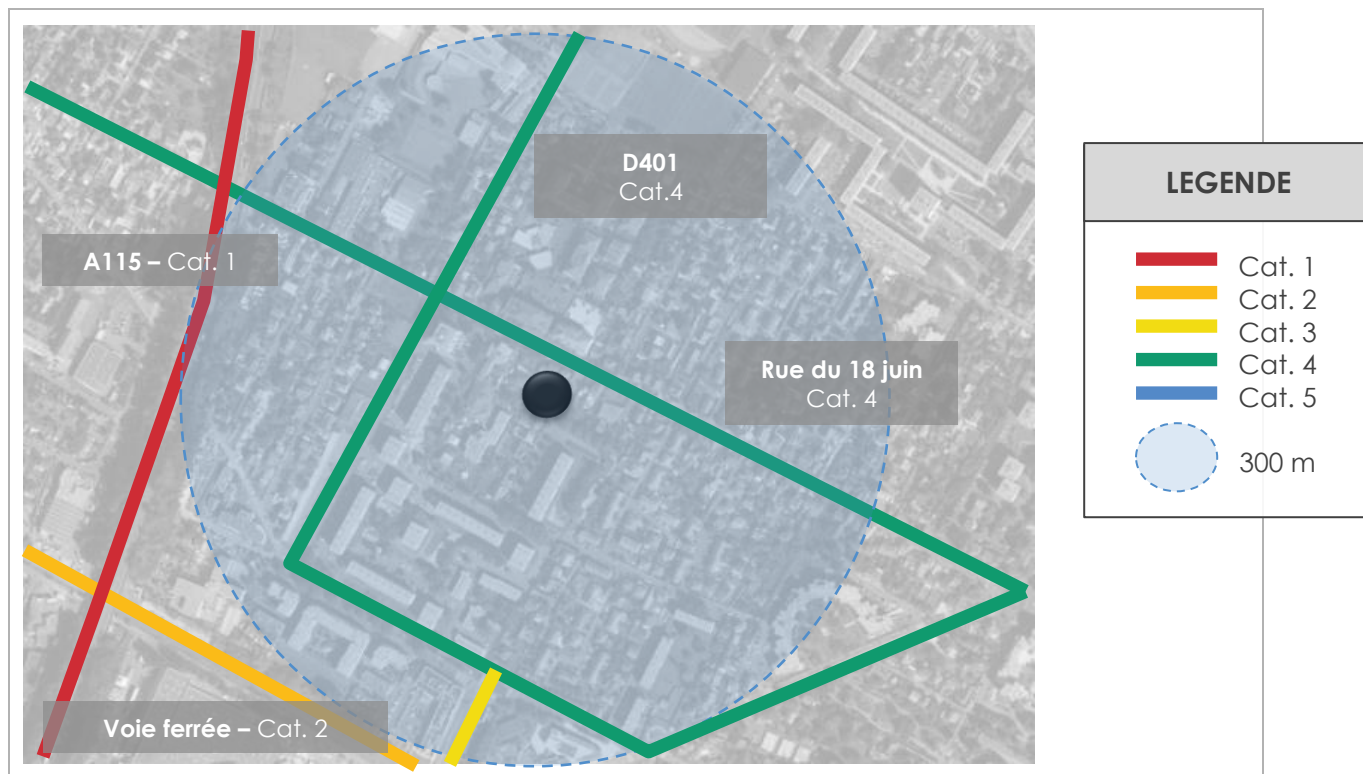 D401
Cat.4
A115 – Cat. 1
Rue du 18 juin
Cat. 4
Voie ferrée – Cat. 2
LEGENDE
Cat. 1
Cat. 2
Cat. 3
Cat. 4
Cat. 5
300 m